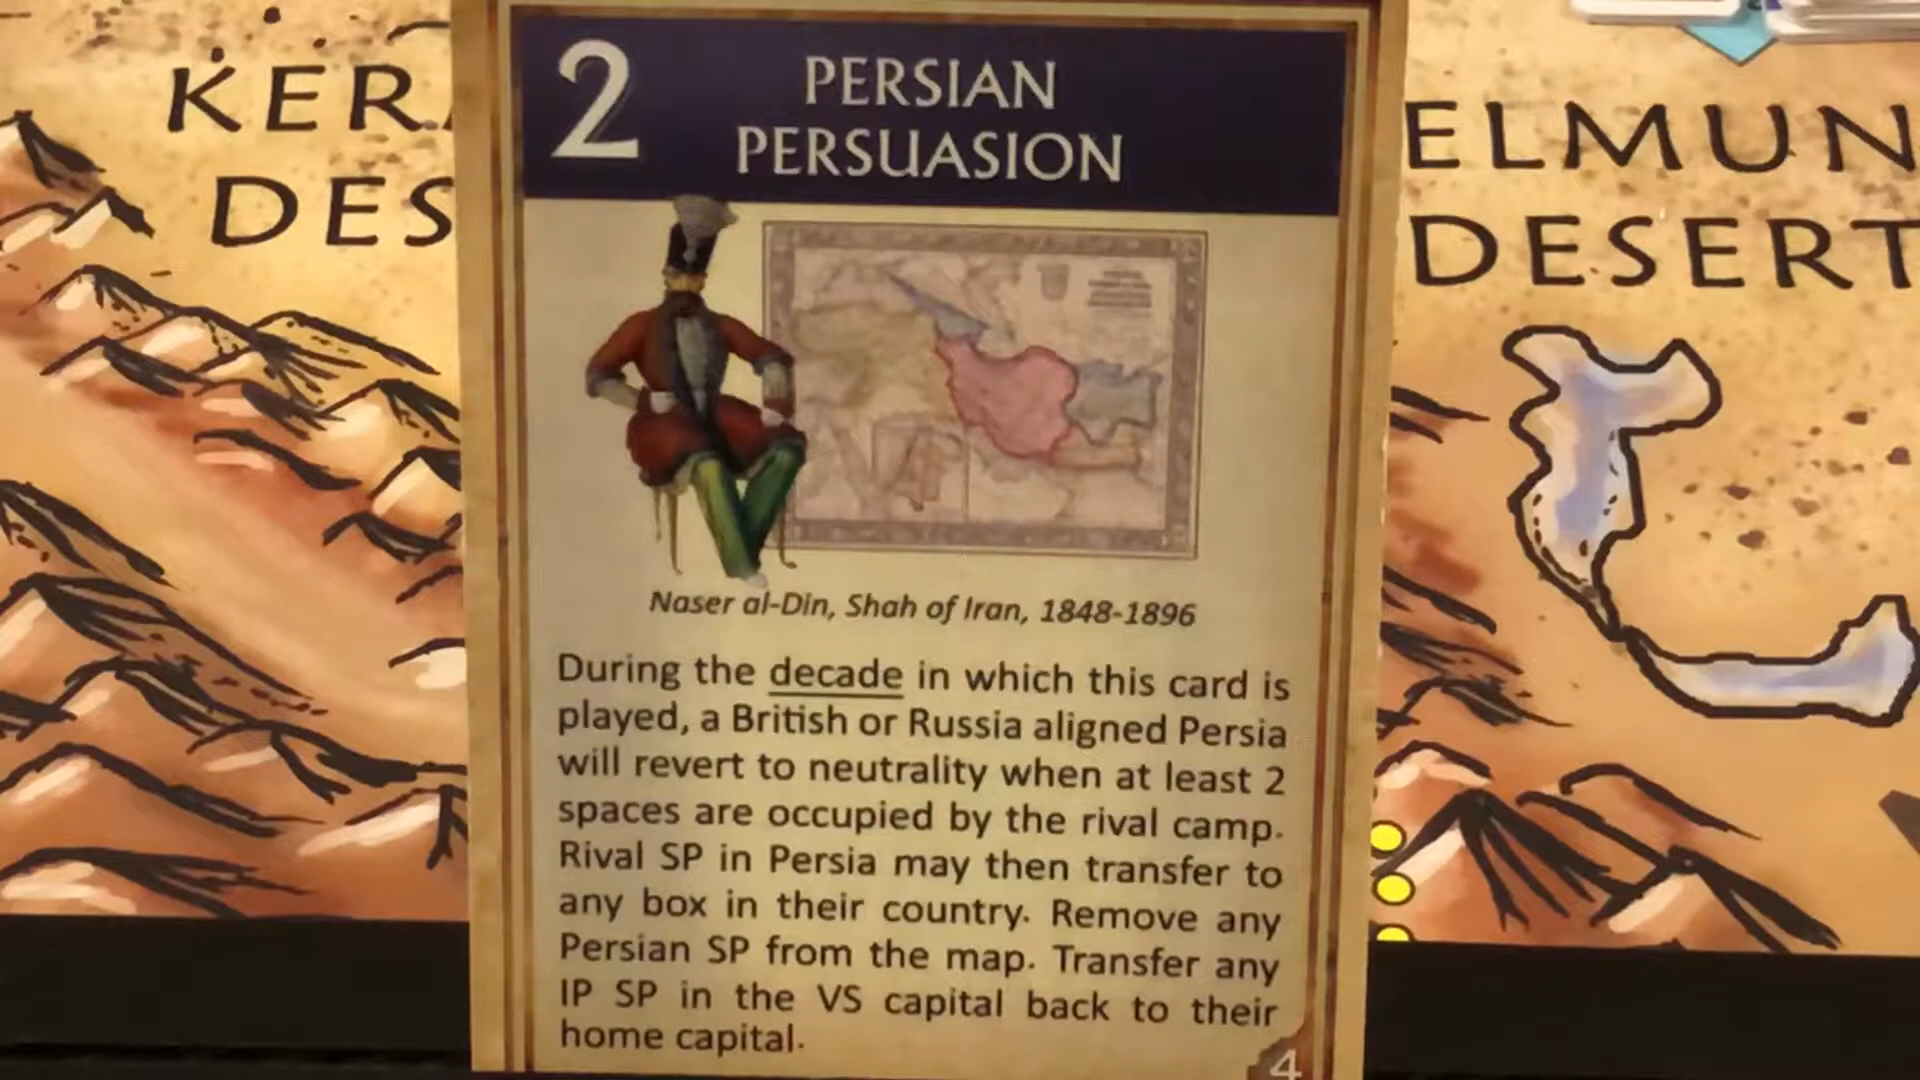 KER
DES
ELMUN
DESERT
2
PERSIAN
PERSUASION
Naser al-Din, Shah of Iran, 1848-1896
During the decade in which this card is
played, a British or Russia aligned Persia
will revert to neutrality when at least 2
spaces are occupied by the rival camp.
Rival SP in Persia may then transfer to
any box in their country. Remove any
Persian SP from the map. Transfer any
IP SP in the VS capital back to their
home capital.
4